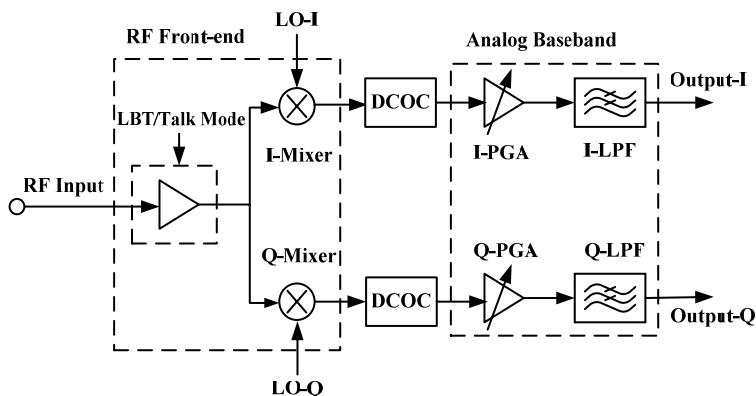 LO-I
RF Front-end
Analog Baseband
LBT/Talk Mode
DCOC
Output-I
I-Mixer
I-PGA
I-LPF
RF Input
Q-Mixer
Q-PGA
Q-LPF
DCOC
Output-Q
LO-Q